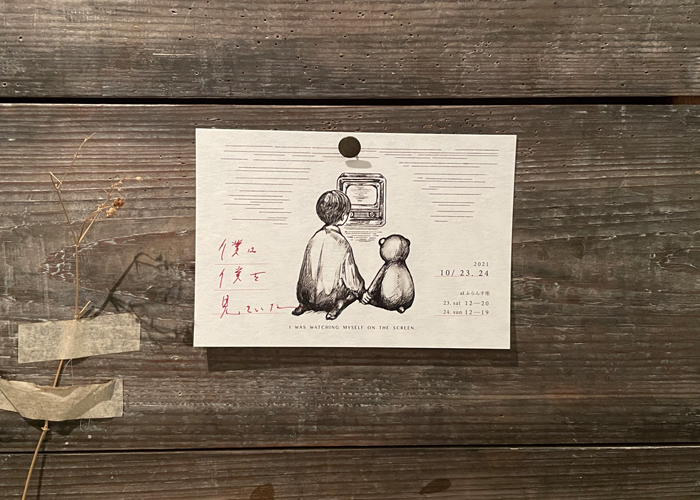 僕は
僕を
見ていた
I WAS WATCHING MYSELF ON THE SCREEN.
2021
10/ 23. 24
at ふらんす座
23. sat 12—20
24. sun 12—19